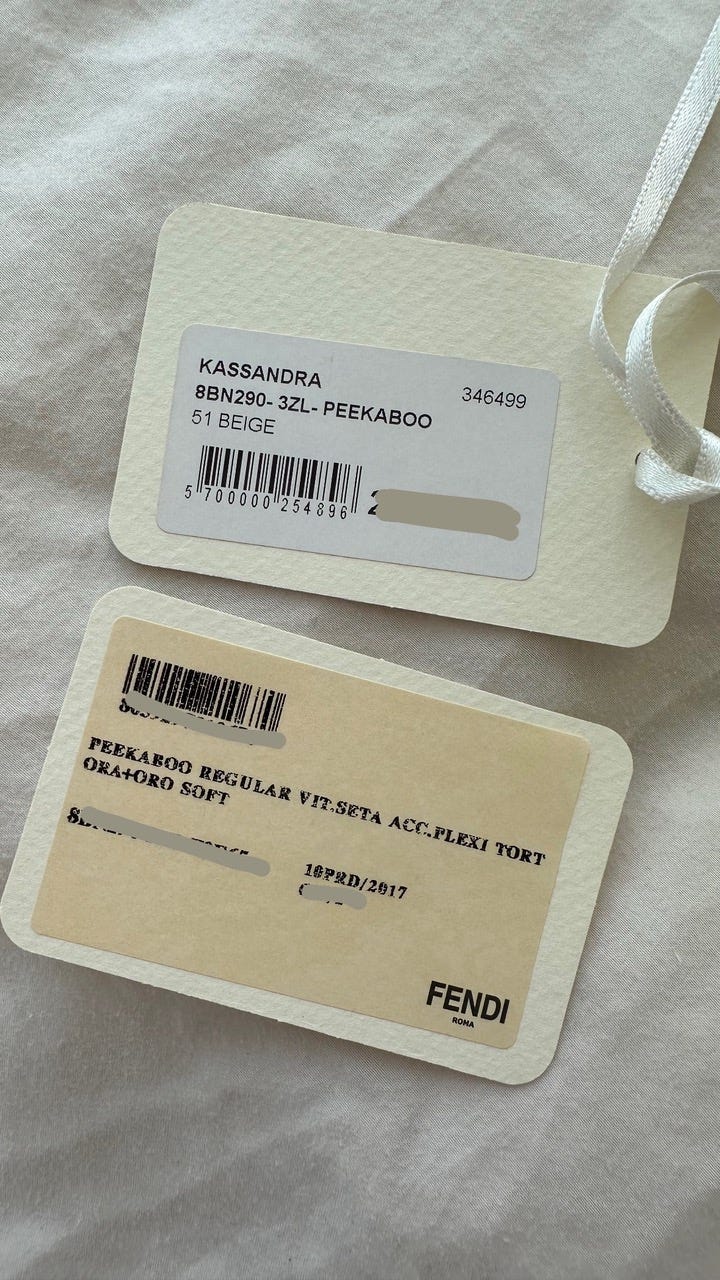 KASSANDRA
346499
8BN290- 3ZL- PEEKABOO
51 BEIGE
5 700000 254896
PEEKABOO REGULAR VIT.SETA ACC.PLEXI TORT
ORA+ORO SOFT
10PRD/2017
FENDI
ROMA